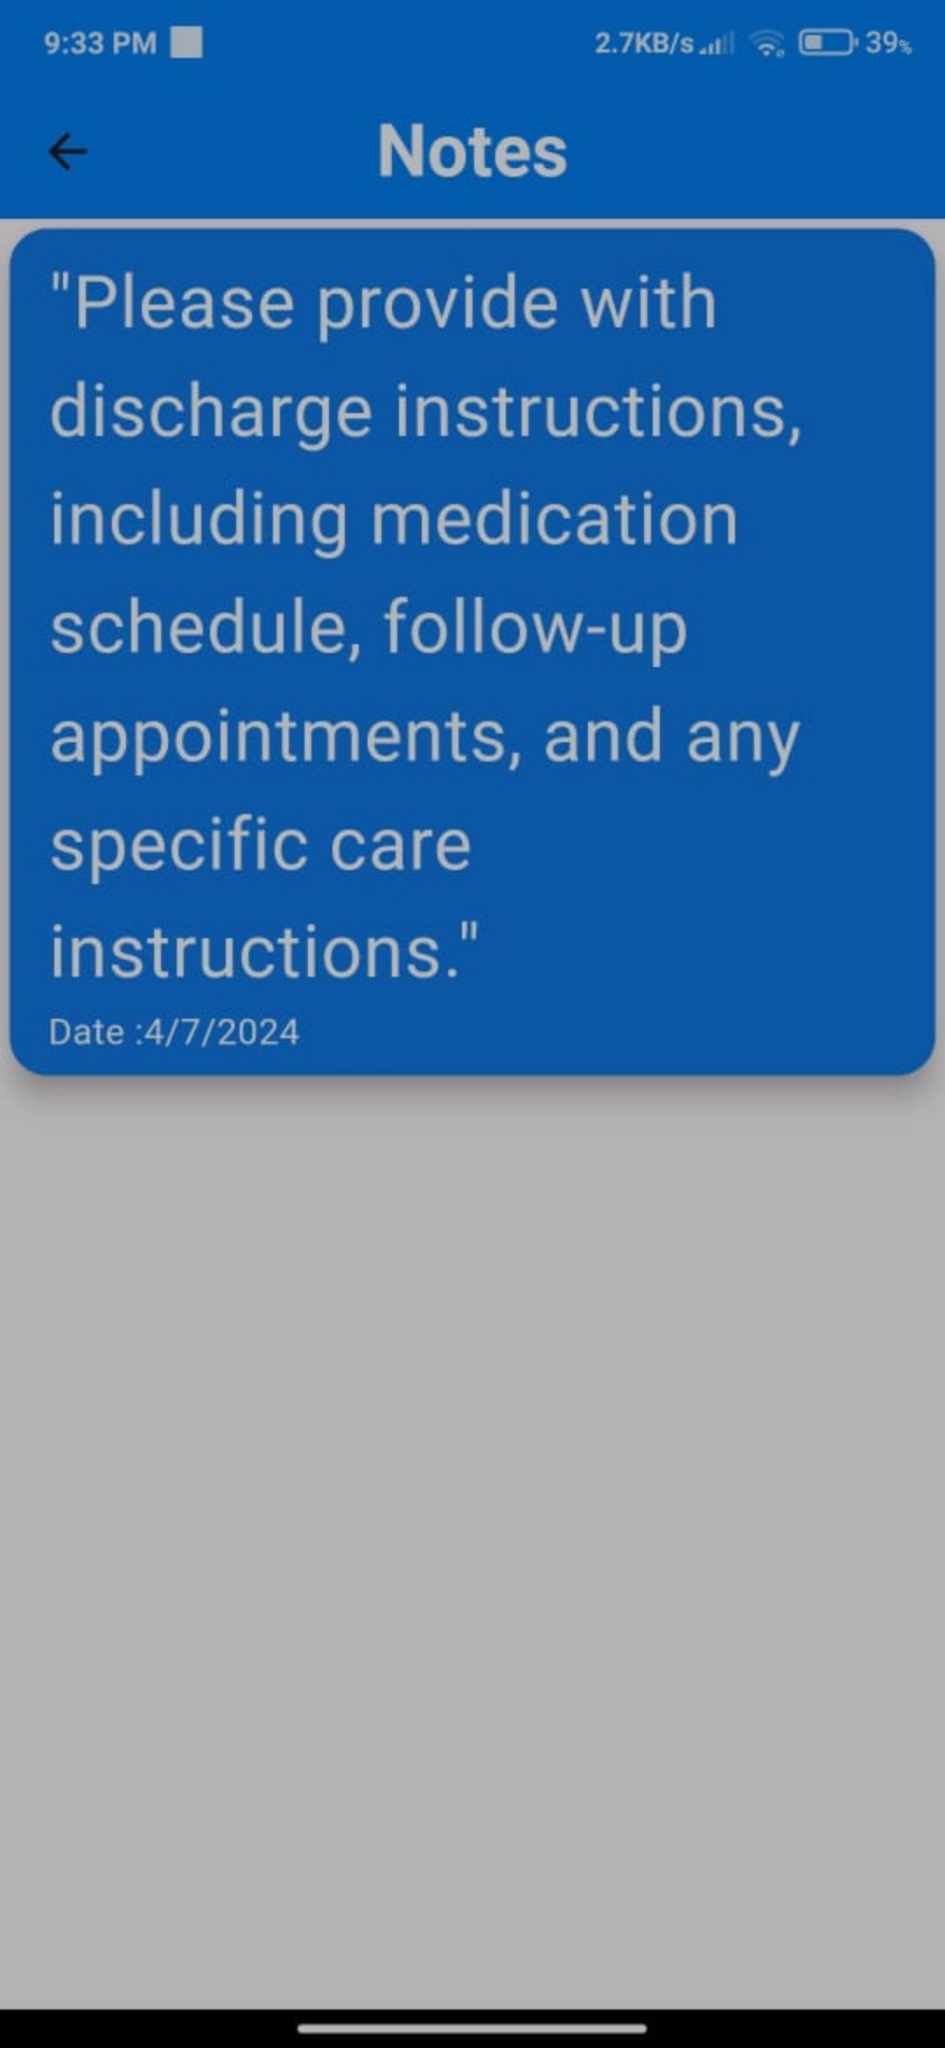 9:33 PM 2.7KB/s 39%
Notes
"Please provide with
discharge instructions,
including medication
schedule, follow-up
appointments, and any
specific care
instructions."
Date :4/7/2024